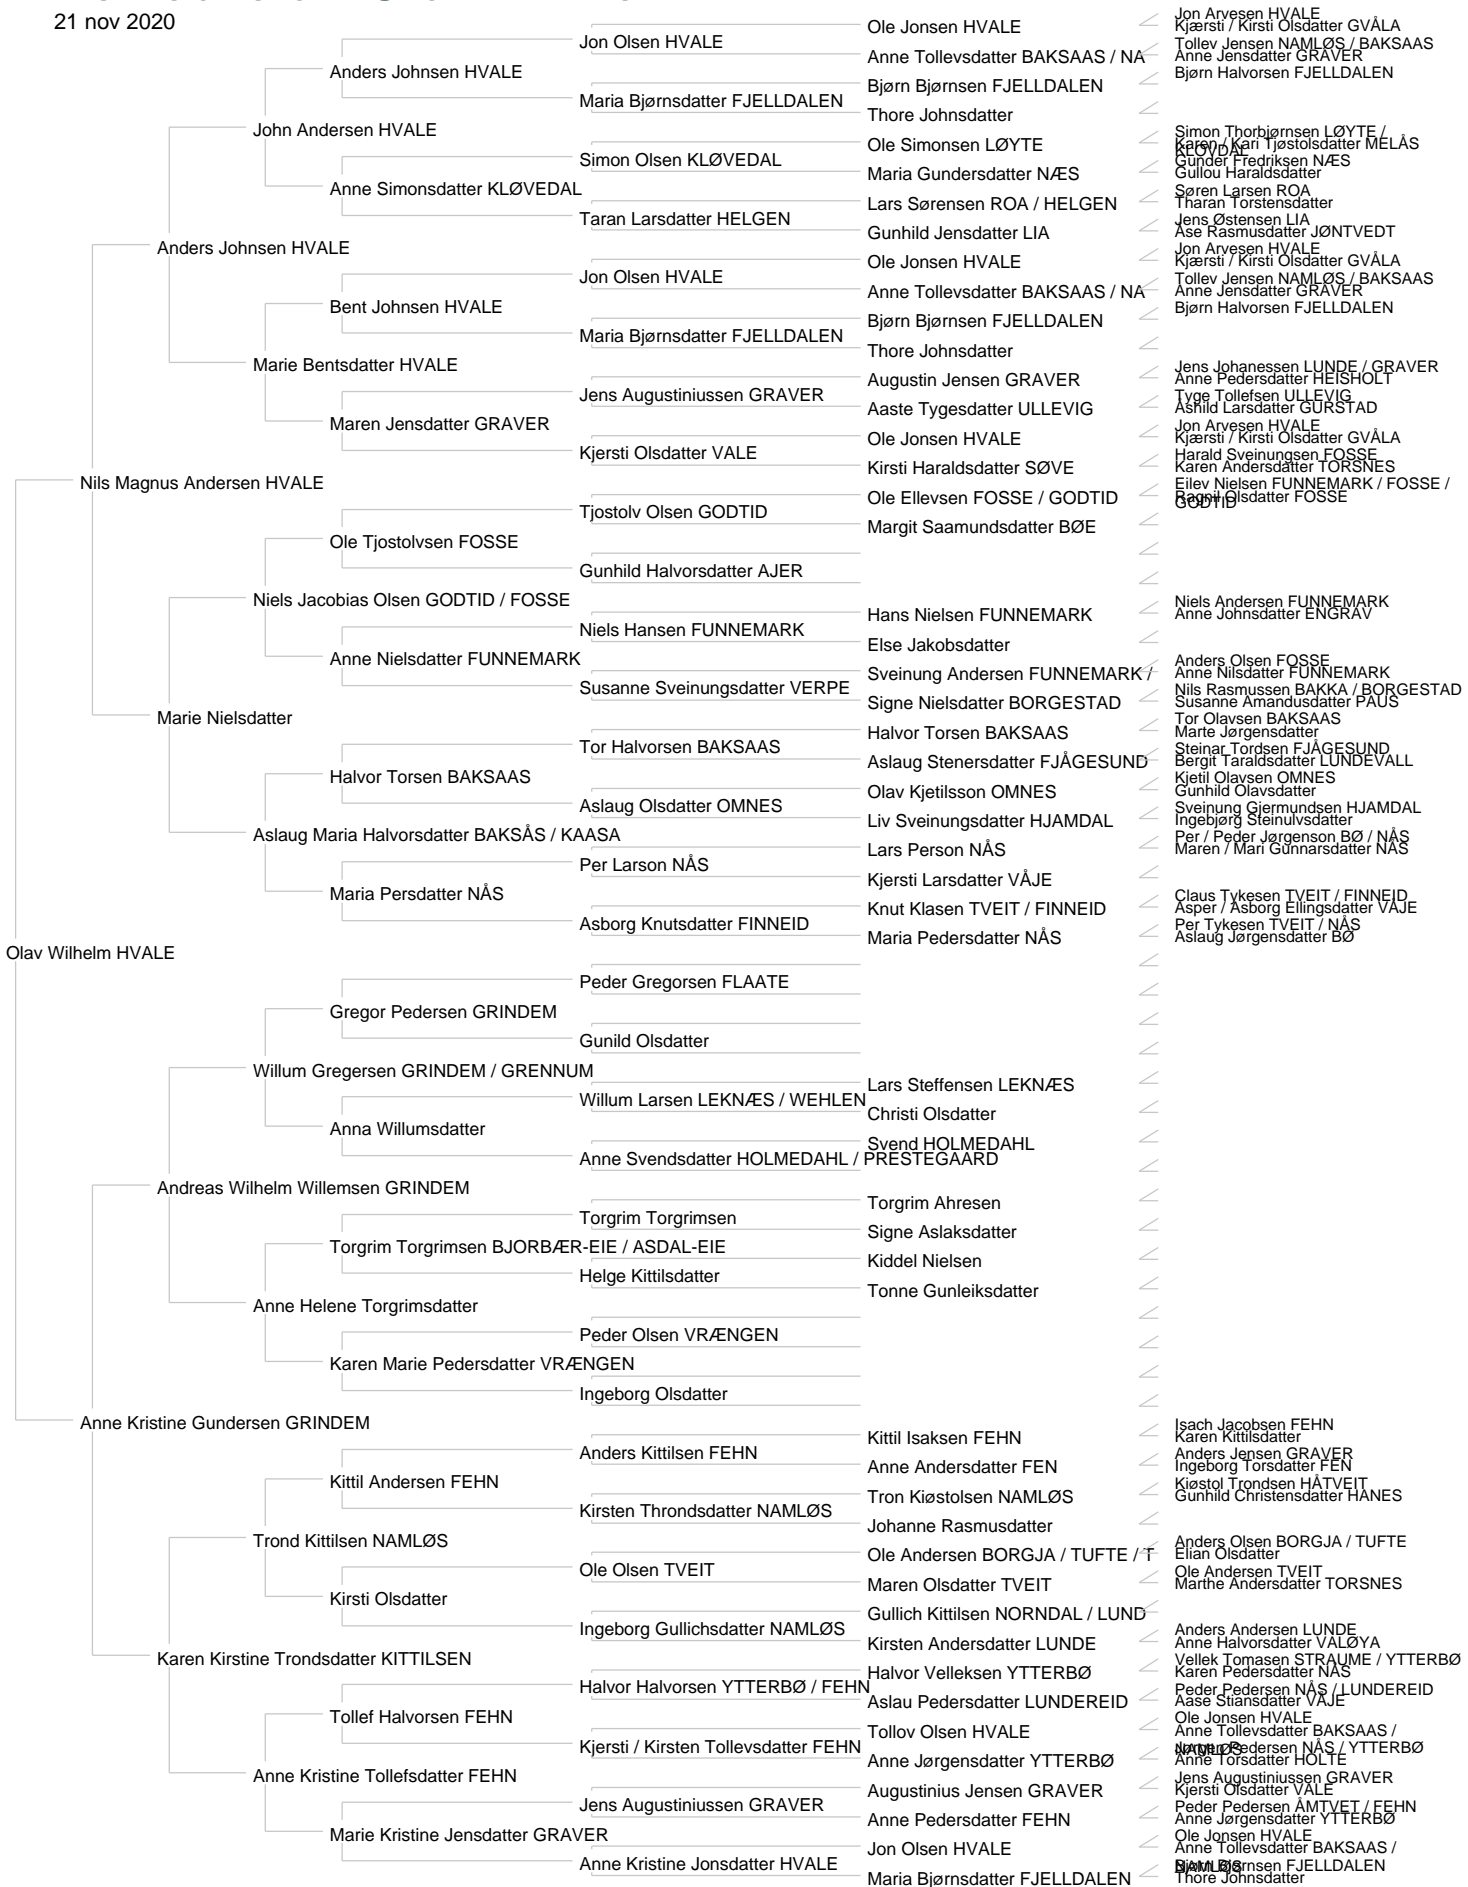 21 nov 2020
Olav Wilhelm HVALE
Nils Magnus Andersen HVALE
Anne Kristine Gundersen GRINDEM
Anders Johnsen HVALE
Marie Nielsdatter
Andreas Wilhelm Willemsen GRINDEM
Karen Kirstine Trondsdatter KITTILSEN
John Andersen HVALE
Marie Bentsdatter HVALE
Niels Jacobias Olsen GODTID / FOSSE
Aslaug Maria Halvorsdatter BAKSÅS / KAASA
Willum Gregersen GRINDEM / GRENNUM
Anne Helene Torgrimsdatter
Trond Kittilsen NAMLØS
Anne Kristine Tollefsdatter FEHN
Anders Johnsen HVALE
Anne Simonsdatter KLØVEDAL
Bent Johnsen HVALE
Maren Jensdatter GRAVER
Ole Tjostolvsen FOSSE
Anne Nielsdatter FUNNEMARK
Halvor Torsen BAKSAAS
Maria Persdatter NÅS
Gregor Pedersen GRINDEM
Anna Willumsdatter
Torgrim Torgrimsen BJORBÆR-EIE / ASDAL-EIE
Karen Marie Pedersdatter VRÆNGEN
Kittil Andersen FEHN
Kirsti Olsdatter
Tollef Halvorsen FEHN
Marie Kristine Jensdatter GRAVER
Jon Olsen HVALE
Maria Bjørnsdatter FJELLDALEN
Simon Olsen KLØVEDAL
Taran Larsdatter HELGEN
Jon Olsen HVALE
Maria Bjørnsdatter FJELLDALEN
Jens Augustiniussen GRAVER
Kjersti Olsdatter VALE
Tjostolv Olsen GODTID
Gunhild Halvorsdatter AJER
Niels Hansen FUNNEMARK
Susanne Sveinungsdatter VERPE
Tor Halvorsen BAKSAAS
Aslaug Olsdatter OMNES
Per Larson NÅS
Asborg Knutsdatter FINNEID
Peder Gregorsen FLAATE
Gunild Olsdatter
Willum Larsen LEKNÆS / WEHLEN
Anne Svendsdatter HOLMEDAHL / PRESTEGAARD
Torgrim Torgrimsen
Helge Kittilsdatter
Peder Olsen VRÆNGEN
Ingeborg Olsdatter
Anders Kittilsen FEHN
Kirsten Throndsdatter NAMLØS
Ole Olsen TVEIT
Ingeborg Gullichsdatter NAMLØS
Halvor Halvorsen YTTERBØ / FEHN
Kjersti / Kirsten Tollevsdatter FEHN
Jens Augustiniussen GRAVER
Anne Kristine Jonsdatter HVALE
Ole Jonsen HVALE
Anne Tollevsdatter BAKSAAS / NA
Bjørn Bjørnsen FJELLDALEN
Thore Johnsdatter
Ole Simonsen LØYTE
Maria Gundersdatter NÆS
Lars Sørensen ROA / HELGEN
Gunhild Jensdatter LIA
Ole Jonsen HVALE
Anne Tollevsdatter BAKSAAS / NA
Bjørn Bjørnsen FJELLDALEN
Thore Johnsdatter
Augustin Jensen GRAVER
Aaste Tygesdatter ULLEVIG
Ole Jonsen HVALE
Kirsti Haraldsdatter SØVE
Ole Ellevsen FOSSE / GODTID
Margit Saamundsdatter BØE
Hans Nielsen FUNNEMARK
Else Jakobsdatter
Sveinung Andersen FUNNEMARK /
Signe Nielsdatter BORGESTAD
Halvor Torsen BAKSAAS
Aslaug Stenersdatter FJÅGESUND
Olav Kjetilsson OMNES
Liv Sveinungsdatter HJAMDAL
Lars Person NÅS
Kjersti Larsdatter VÅJE
Knut Klasen TVEIT / FINNEID
Maria Pedersdatter NÅS
Lars Steffensen LEKNÆS
Christi Olsdatter
Svend HOLMEDAHL
Torgrim Ahresen
Signe Aslaksdatter
Kiddel Nielsen
Tonne Gunleiksdatter
Kittil Isaksen FEHN
Anne Andersdatter FEN
Tron Kiøstolsen NAMLØS
Johanne Rasmusdatter
Ole Andersen BORGJA / TUFTE / T
Maren Olsdatter TVEIT
Gullich Kittilsen NORNDAL / LUND
Kirsten Andersdatter LUNDE
Halvor Velleksen YTTERBØ
Aslau Pedersdatter LUNDEREID
Tollov Olsen HVALE
Anne Jørgensdatter YTTERBØ
Augustinius Jensen GRAVER
Anne Pedersdatter FEHN
Jon Olsen HVALE
Maria Bjørnsdatter FJELLDALEN
Jon Arvesen HVALE
Kjærsti / Kirsti Olsdatter GVÅLA
Tollev Jensen NAMLØS / BAKSAAS
Anne Jensdatter GRAVER
Bjørn Halvorsen FJELLDALEN
Simon Thorbjørnsen LØYTE /
KLØVDAL
Karen / Kari Tjøstolsdatter MELÅS
Gunder Fredriksen NÆS
Gullou Haraldsdatter
Søren Larsen ROA
Tharan Torstensdatter
Jens Østensen LIA
Åse Rasmusdatter JØNTVEDT
Jon Arvesen HVALE
Kjærsti / Kirsti Olsdatter GVÅLA
Tollev Jensen NAMLØS / BAKSAAS
Anne Jensdatter GRAVER
Bjørn Halvorsen FJELLDALEN
Jens Johanessen LUNDE / GRAVER
Anne Pedersdatter HEISHOLT
Tyge Tollefsen ULLEVIG
Åshild Larsdatter GURSTAD
Jon Arvesen HVALE
Kjærsti / Kirsti Olsdatter GVÅLA
Harald Sveinungsen FOSSE
Karen Andersdatter TORSNES
Eilev Nielsen FUNNEMARK / FOSSE /
GODTID
Ragnil Olsdatter FOSSE
Niels Andersen FUNNEMARK
Anne Johnsdatter ENGRAV
Anders Olsen FOSSE
Anne Nilsdatter FUNNEMARK
Nils Rasmussen BAKKA / BORGESTAD
Susanne Amandusdatter PAUS
Tor Olavsen BAKSAAS
Marte Jørgensdatter
Steinar Tordsen FJÅGESUND
Bergit Taraldsdatter LUNDEVALL
Kjetil Olavsen OMNES
Gunhild Olavsdatter
Sveinung Gjermundsen HJAMDAL
Ingebjørg Steinulvsdatter
Per / Peder Jørgenson BØ / NÅS
Maren / Mari Gunnarsdatter NÅS
Claus Tykesen TVEIT / FINNEID
Asper / Asborg Ellingsdatter VÅJE
Per Tykesen TVEIT / NÅS
Aslaug Jørgensdatter BØ
Isach Jacobsen FEHN
Karen Kittilsdatter
Anders Jensen GRAVER
Ingeborg Torsdatter FEN
Kiøstol Trondsen HÅTVEIT
Gunhild Christensdatter HANES
Anders Olsen BORGJA / TUFTE
Elian Olsdatter
Ole Andersen TVEIT
Marthe Andersdatter TORSNES
Anders Andersen LUNDE
Anne Halvorsdatter VALØYA
Vellek Tomasen STRAUME / YTTERBØ
Karen Pedersdatter NÅS
Peder Pedersen NÅS / LUNDEREID
Aase Stiansdatter VÅJE
Ole Jonsen HVALE
Anne Tollevsdatter BAKSAAS /
NAMLØS
Jørgen Pedersen NÅS / YTTERBØ
Anne Torsdatter HOLTE
Jens Augustiniussen GRAVER
Kjersti Olsdatter VALE
Peder Pedersen ÅMTVET / FEHN
Anne Jørgensdatter YTTERBØ
Ole Jonsen HVALE
Anne Tollevsdatter BAKSAAS /
NAMLØS
Bjørn Bjørnsen FJELLDALEN
Thore Johnsdatter